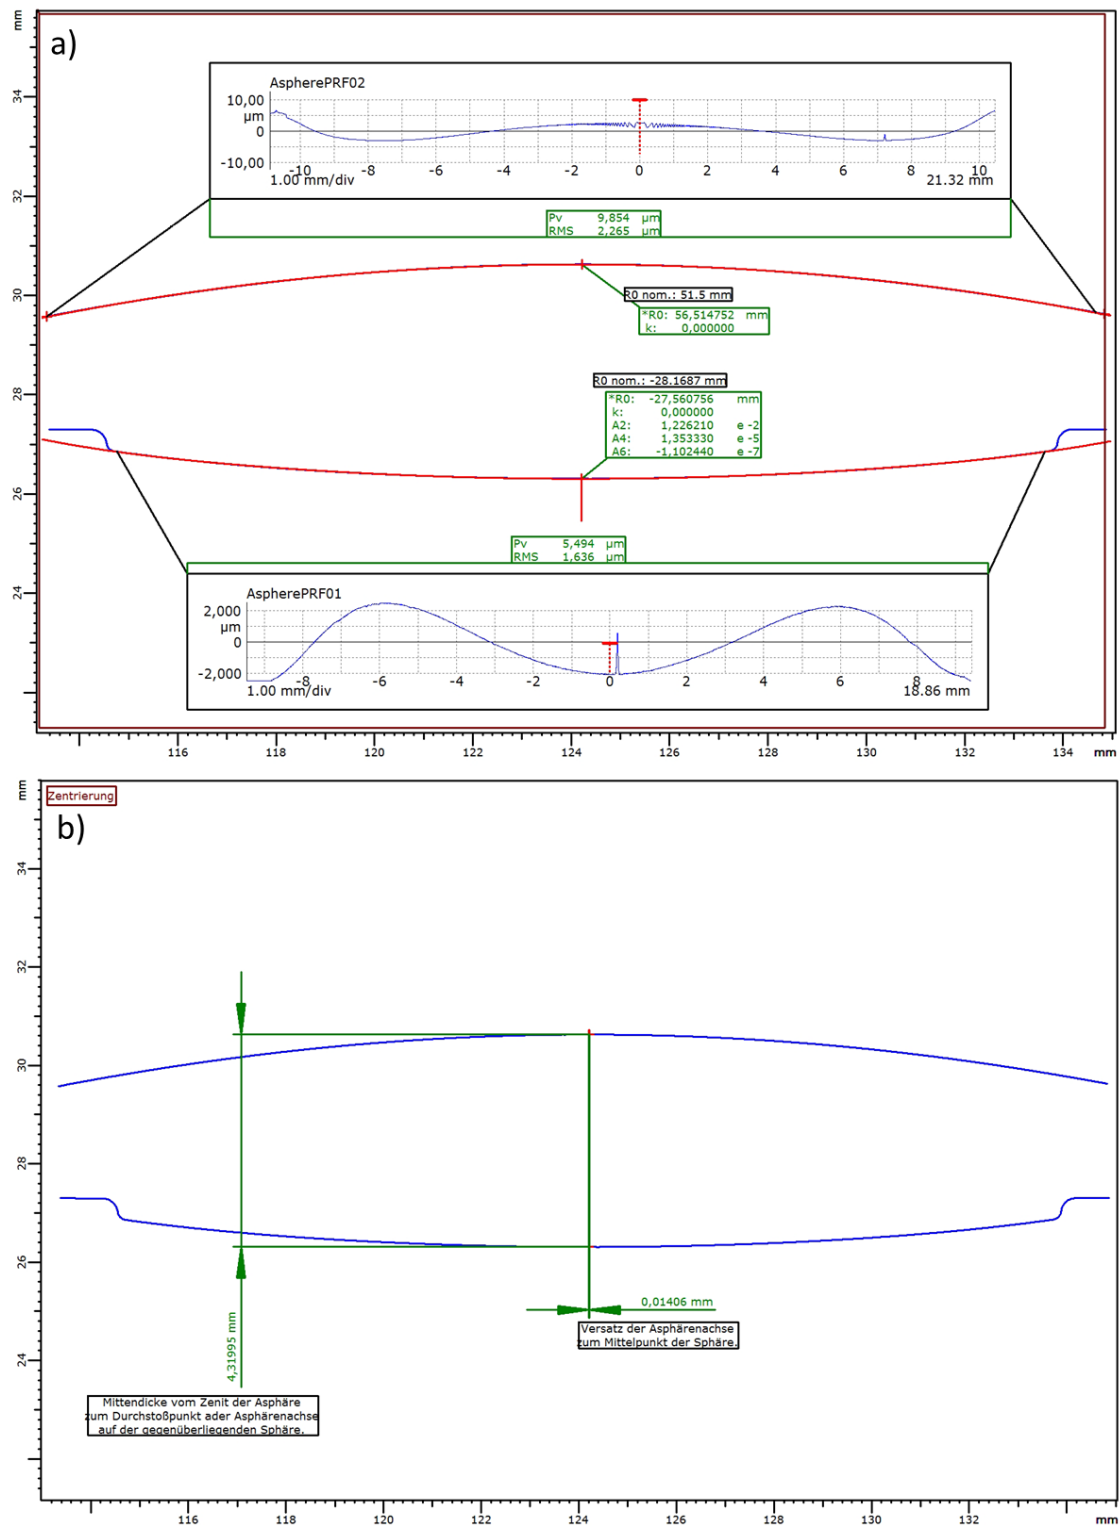 mm
a)
34
32
30
28
26
24
AspherePRF02
10,00
µm
0
-10,00
-10 -8 -6 -4 -2 0 2 4 6 8 10
1.00 mm/div 21.32 mm
Pv 9,854 µm
RMS 2,265 µm
R0 nom.: 51.5 mm
*R0: 56,514752 mm
k: 0,000000
R0 nom.: -28.1687 mm
*R0: -27,560756 mm
k: 0,000000
A2: 1,226210 e -2
A4: 1,353330 e -5
A6: -1,102440 e -7
Pv 5,494 µm
RMS 1,636 µm
AspherePRF01
2,000
µm
0
-2,000
-8 -6 -4 -2 0 2 4 6 8
1.00 mm/div 18.86 mm
116 118 120 122 124 126 128 130 132 134 mm
mm
Zentrierung
b)
34
32
30
28
26
24
4,31995 mm
0,01406 mm
Versatz der Asphärenachse
zum Mittelpunkt der Sphäre.
Mittendicke vom Zenit der Asphäre
zum Durchstoßpunkt ader Asphärenachse
auf der gegenüberliegenden Sphäre.
116 118 120 122 124 126 128 130 132 mm